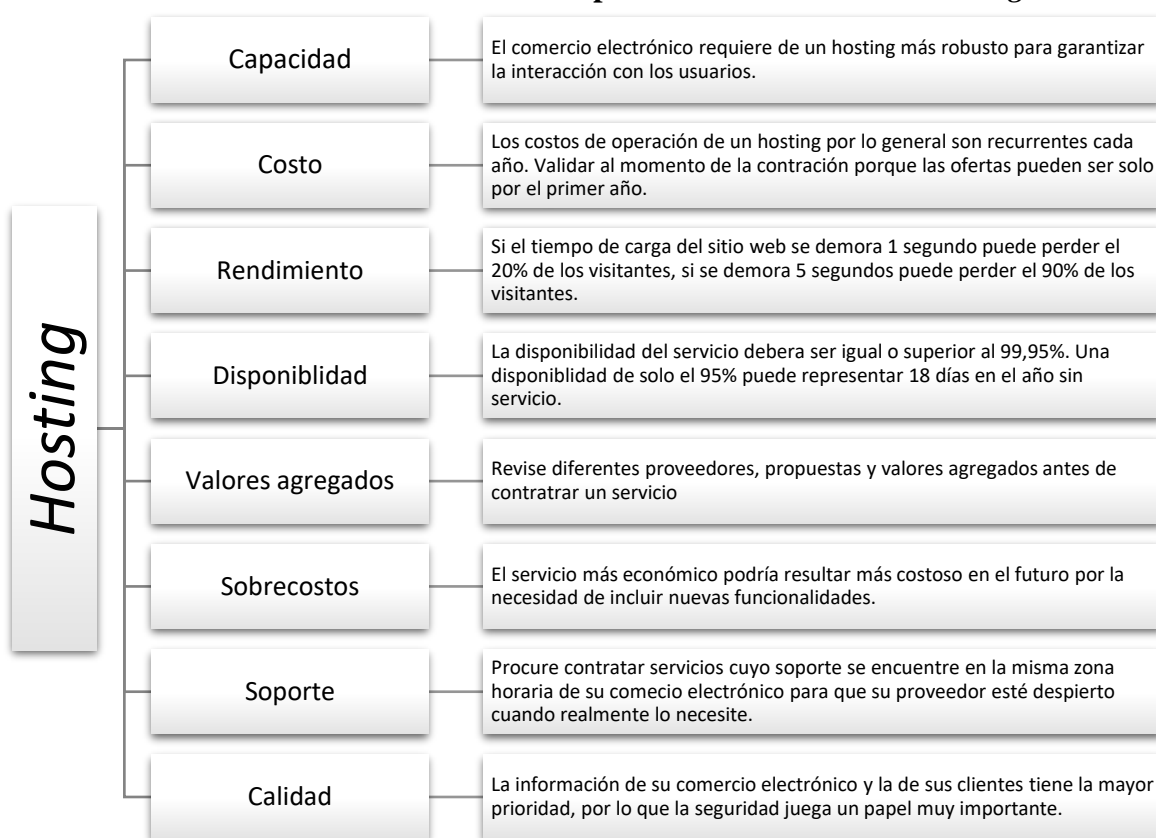 Hosting
Capacidad
El comercio electrónico requiere de un hosting más robusto para garantizar
la interacción con los usuarios.
Costo
Los costos de operación de un hosting por lo general son recurrentes cada
año. Validar al momento de la contración porque las ofertas pueden ser solo
por el primer año.
Rendimiento
Si el tiempo de carga del sitio web se demora 1 segundo puede perder el
20% de los visitantes, si se demora 5 segundos puede perder el 90% de los
visitantes.
Disponiblidad
La disponibilidad del servicio debera ser igual o superior al 99,95%. Una
disponiblidad de solo el 95% puede representar 18 días en el año sin
servicio.
Valores agregados
Revise diferentes proveedores, propuestas y valores agregados antes de
contratrar un servicio
Sobrecostos
El servicio más económico podría resultar más costoso en el futuro por la
necesidad de incluir nuevas funcionalidades.
Soporte
Procure contratar servicios cuyo soporte se encuentre en la misma zona
horaria de su comecio electrónico para que su proveedor esté despierto
cuando realmente lo necesite.
Calidad
La información de su comercio electrónico y la de sus clientes tiene la mayor
prioridad, por lo que la seguridad juega un papel muy importante.